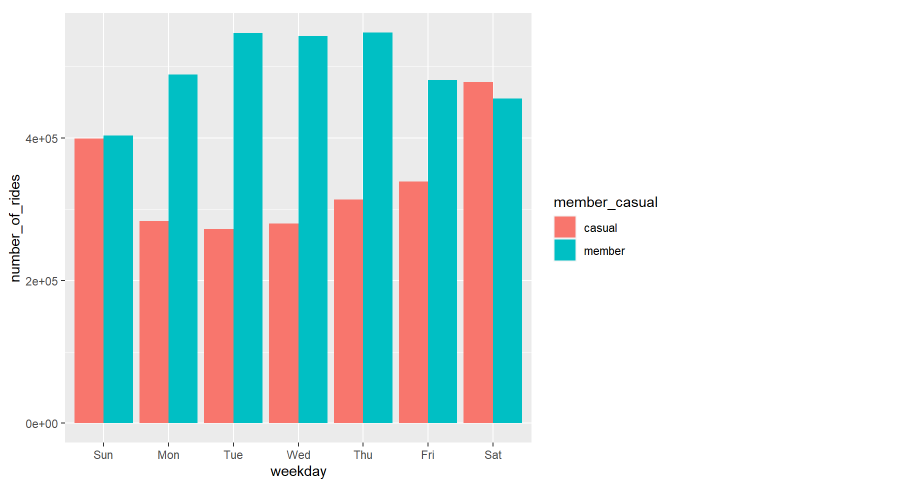 number_of_rides
4e+05
2e+05
0e+00
Sun Mon Tue Wed Thu Fri Sat
weekday
member_casual
casual
member